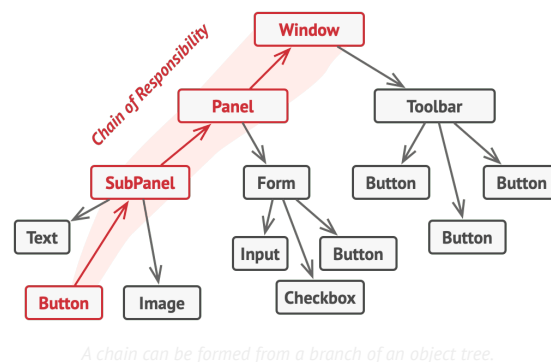 Window
Chain of Responsibility
Panel
Toolbar
SubPanel
Form
Button
Button
Text
Input
Button
Button
Button
Image
Checkbox
A chain can be formed from a branch of an object tree.